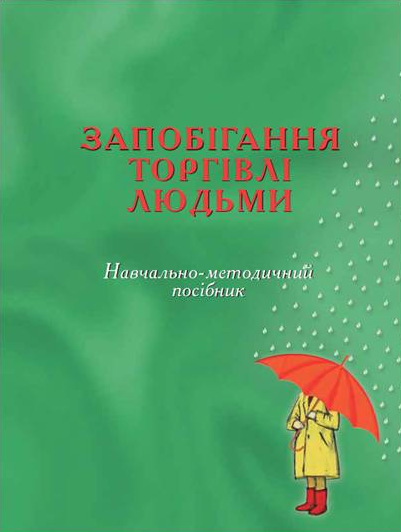 ЗАПОБІГАННЯ
ТОРГІВЛІ
ЛЮДЬМИ
Навчально-методичний
посібник